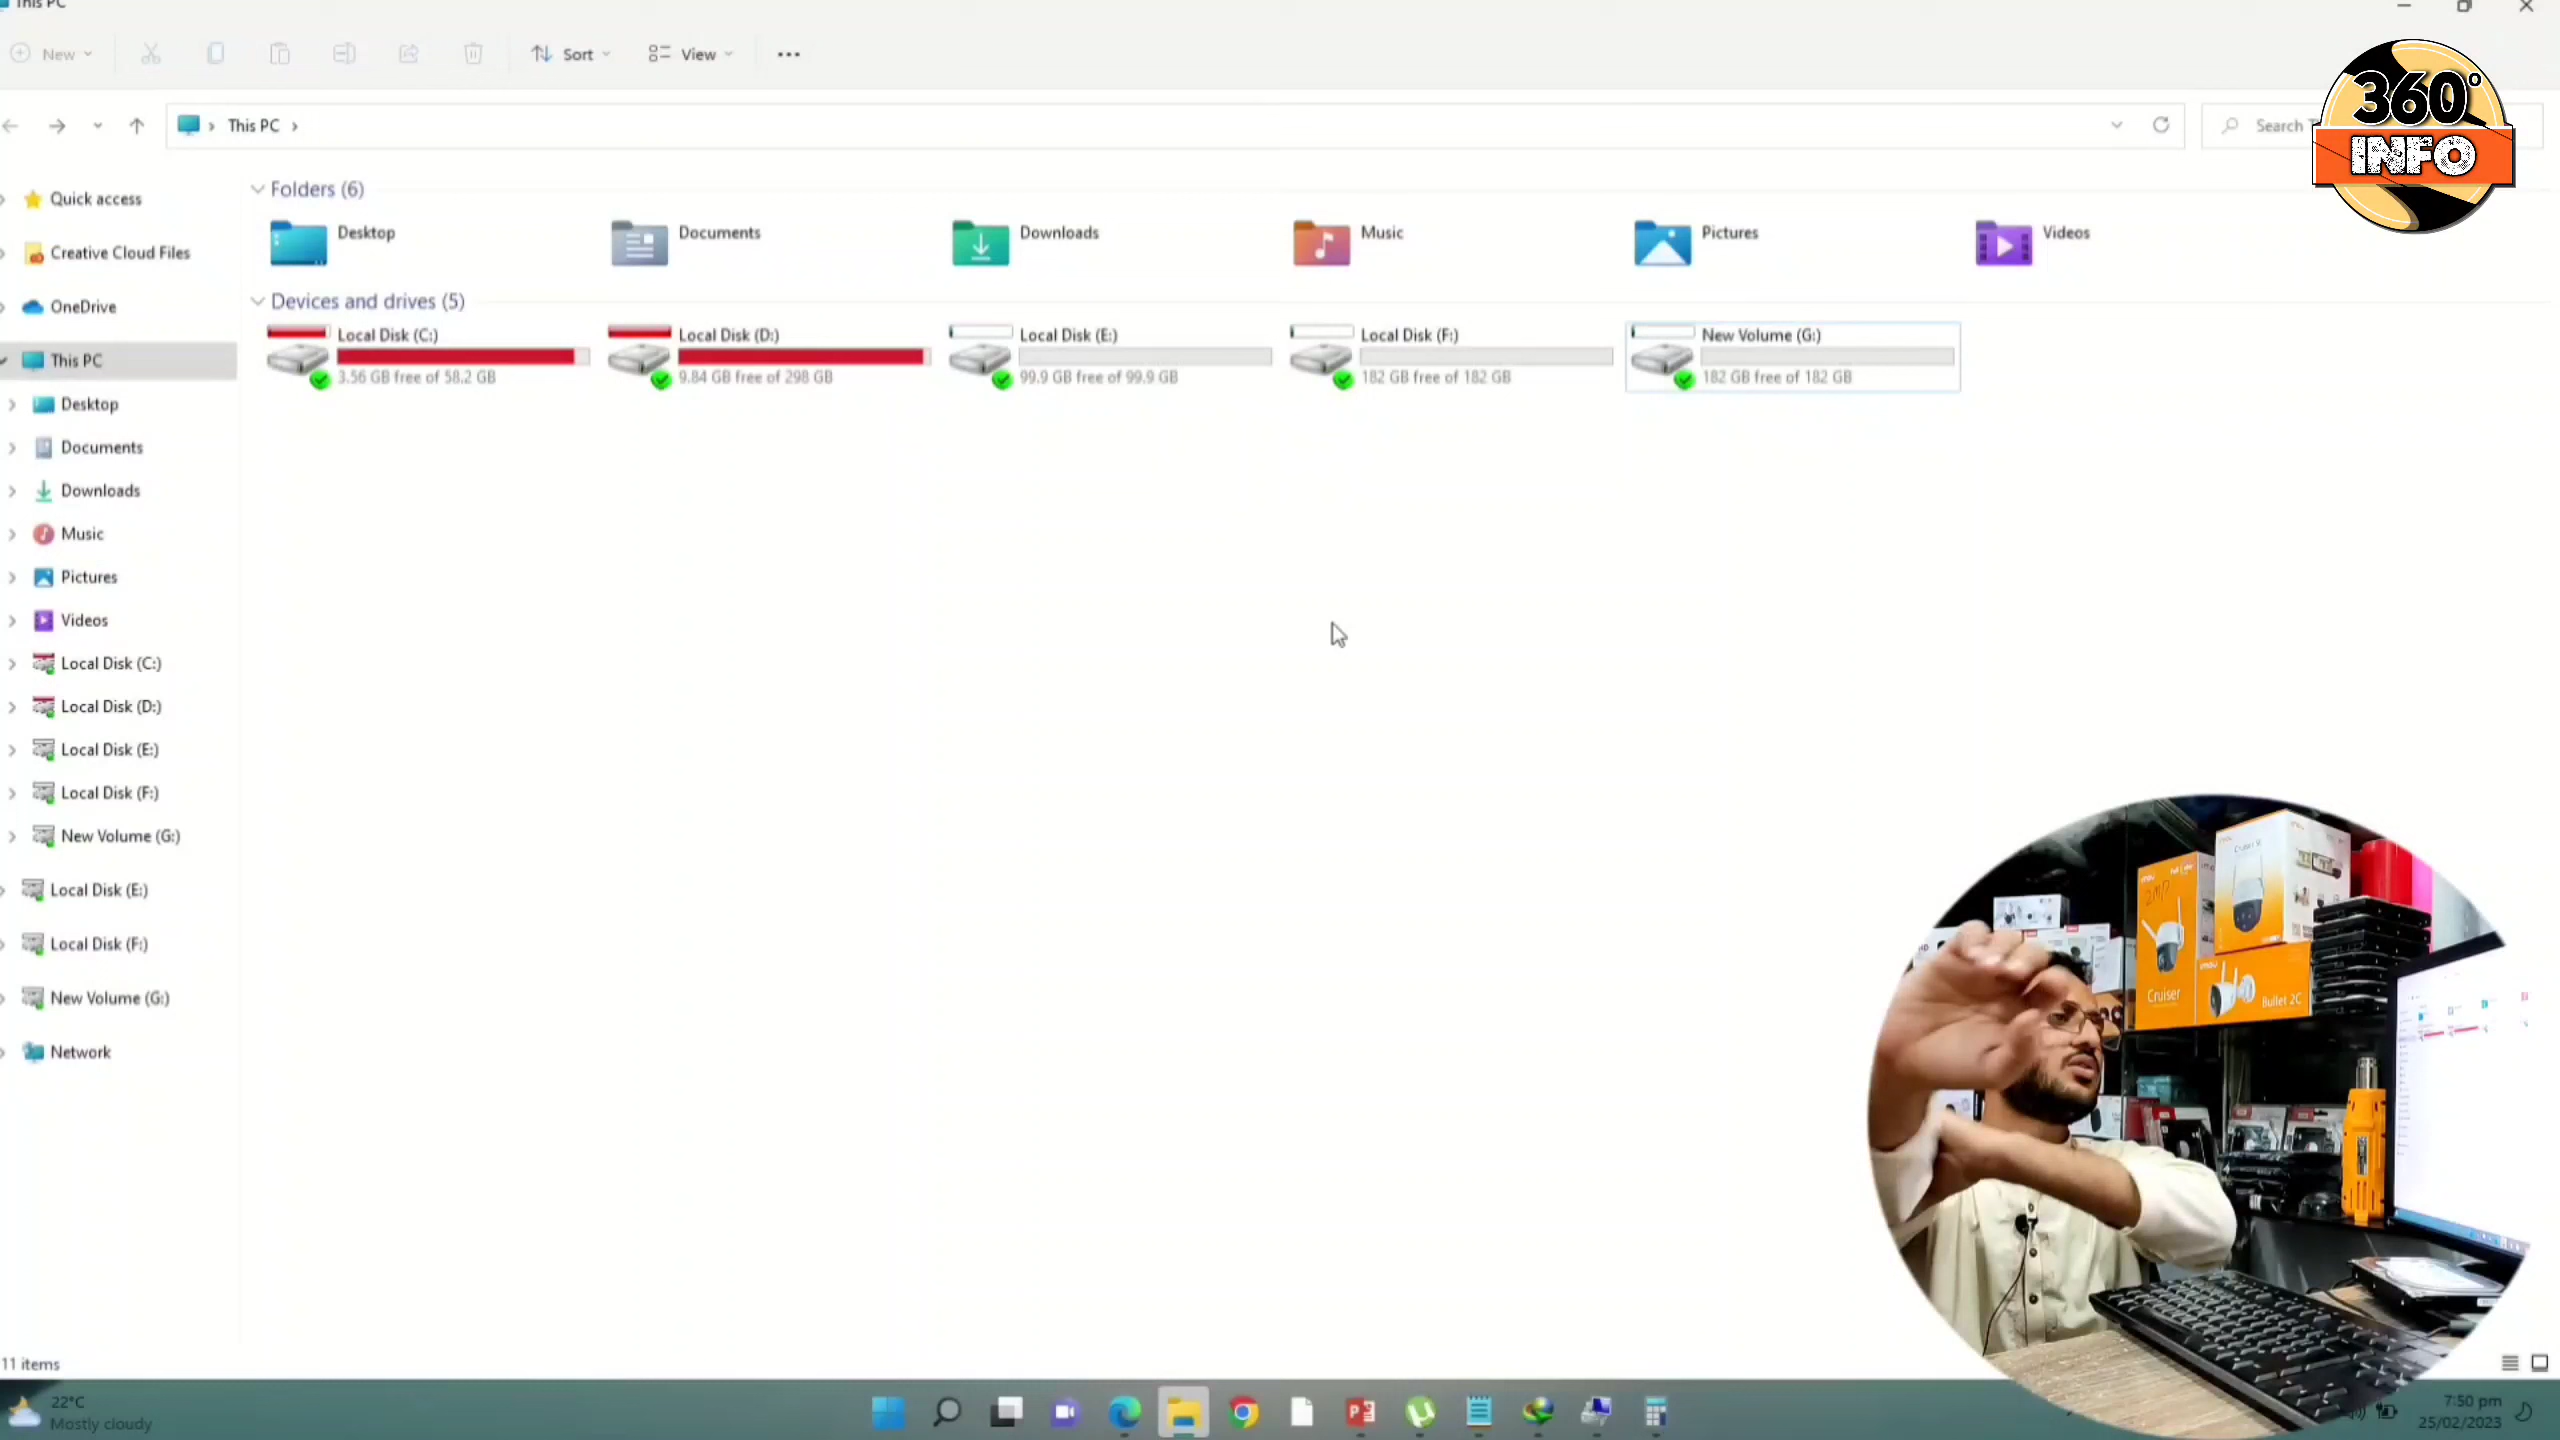 This PC
New
Sort
View
This PC
Search
360°
INFO
Quick access
Creative Cloud Files
OneDrive
This PC
Desktop
Documents
Downloads
Music
Pictures
Videos
Local Disk (C:)
Local Disk (D:)
Local Disk (E:)
Local Disk (F:)
New Volume (G:)
Local Disk (E:)
Local Disk (F:)
New Volume (G:)
Network
Folders (6)
Desktop
Documents
Downloads
Music
Pictures
Videos
Devices and drives (5)
Local Disk (C:)
3.56 GB free of 58.2 GB
Local Disk (D:)
9.84 GB free of 298 GB
Local Disk (E:)
99.9 GB free of 99.9 GB
Local Disk (F:)
182 GB free of 182 GB
New Volume (G:)
182 GB free of 182 GB
2MP
Cruiser
Bullet 2C
11 items
22°C
Mostly cloudy
7:50 pm
25/02/2023